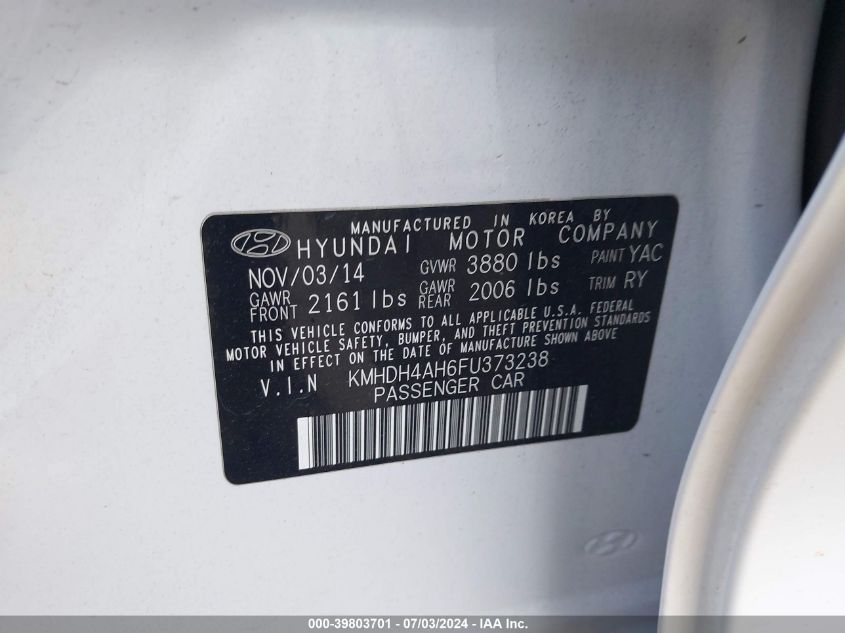 MANUFACTURED IN KOREA BY
HYUNDAI MOTOR COMPANY
NOV/03/14 GVWR 3880 lbs PAINT YAC
GAWR FRONT 2161 lbs GAWR REAR 2006 lbs TRIM RY
THIS VEHICLE CONFORMS TO ALL APPLICABLE U.S.A. FEDERAL
MOTOR VEHICLE SAFETY, BUMPER, AND THEFT PREVENTION STANDARDS
IN EFFECT ON THE DATE OF MANUFACTURE SHOWN ABOVE
V.I.N KMHDH4AH6FU373238
PASSENGER CAR
000-39803701 - 07/03/2024 - IAA Inc.